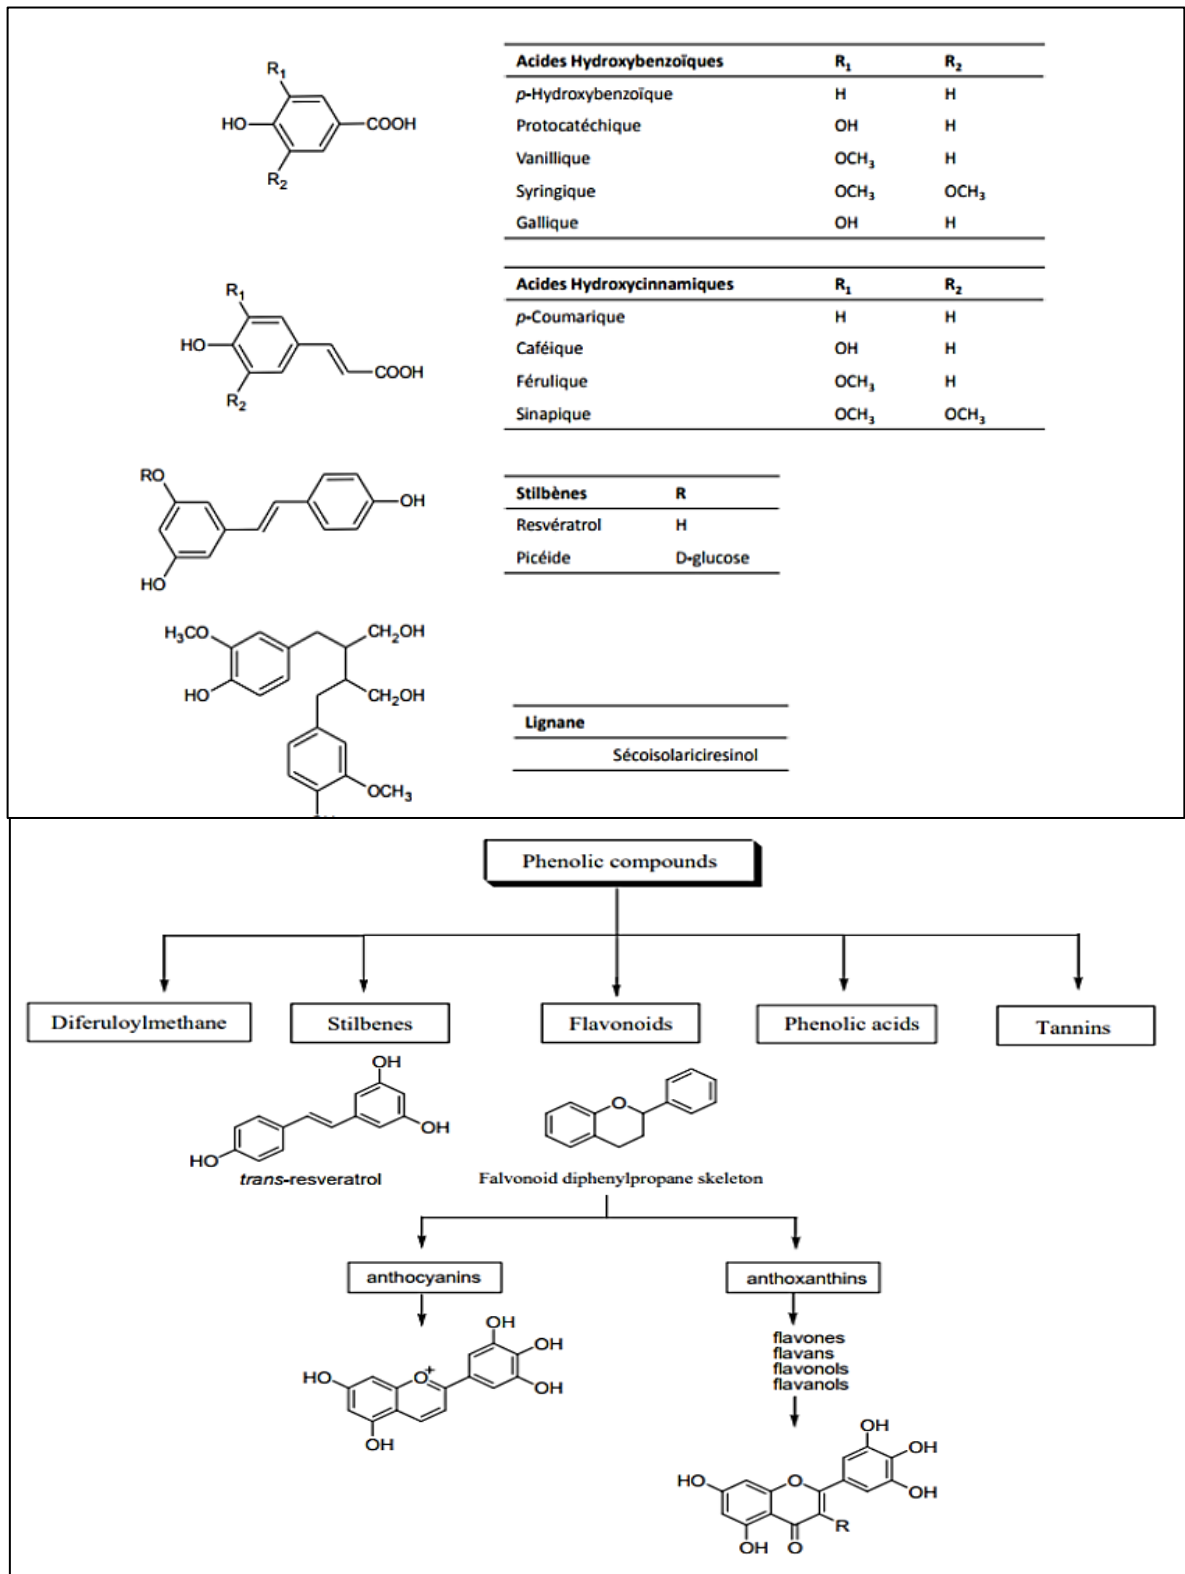 Acides Hydroxybenzoïques R₁ R₂
p-Hydroxybenzoïque H H
Protocatéchique OH H
Vanillique OCH₃ H
Syringique OCH₃ OCH₃
Gallique OH H
R₁
HO COOH
R₂
Acides Hydroxycinnamiques R₁ R₂
p-Coumarique H H
Caféique OH H
Férulique OCH₃ H
Sinapique OCH₃ OCH₃
R₁
HO
COOH
R₂
RO
OH
HO
Stilbènes R
Resvératrol H
Picéide D-glucose
H₃CO CH₂OH
HO CH₂OH
OCH₃
Lignane
Sécoisolariciresinol
Phenolic compounds
Diferuloylmethane Stilbenes Flavonoids Phenolic acids Tannins
OH
OH
HO
trans-resveratrol
O
Falvonoid diphenylpropane skeleton
anthocyanins anthoxanthins
OH
OH
HO O+
OH
OH
flavones
flavans
flavonols
flavanols
OH
OH
HO O
OH
R
OH O